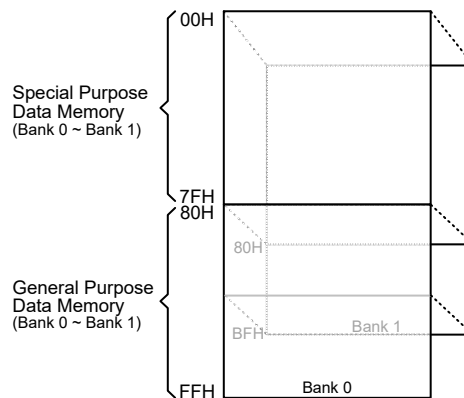 00H
Special Purpose
Data Memory
(Bank 0 ~ Bank 1)
7FH
80H
80H
General Purpose
Data Memory
(Bank 0 ~ Bank 1)
BFH
Bank 1
Bank 0
FFH